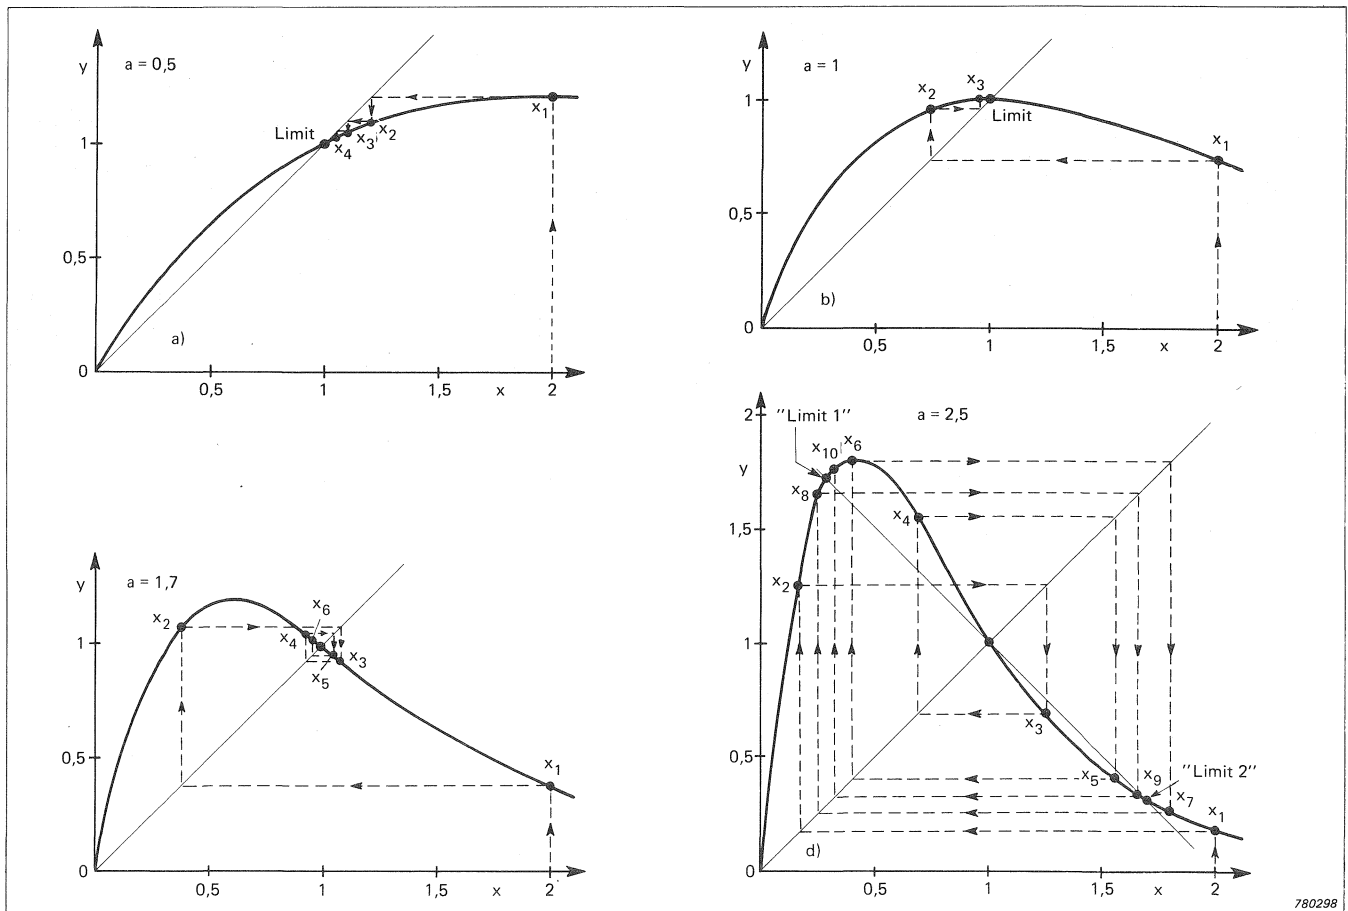 y
a = 0,5
x₁
Limit
x₂
x₃
x₄
1
0,5
0
a)
0,5
1
1,5
x
2
y
a = 1
x₂
x₃
1
Limit
x₁
0,5
b)
0
0,5
1
1,5
x
2
y
a = 1,7
x₂
x₆
x₄
x₃
x₅
1
0,5
x₁
0
0,5
1
1,5
x
2
2
"Limit 1"
a = 2,5
x₁₀
x₆
y
x₈
x₄
1,5
x₂
1
x₃
0,5
x₅
x₉
"Limit 2"
x₇
x₁
d)
0
0,5
1
1,5
x
2
780298